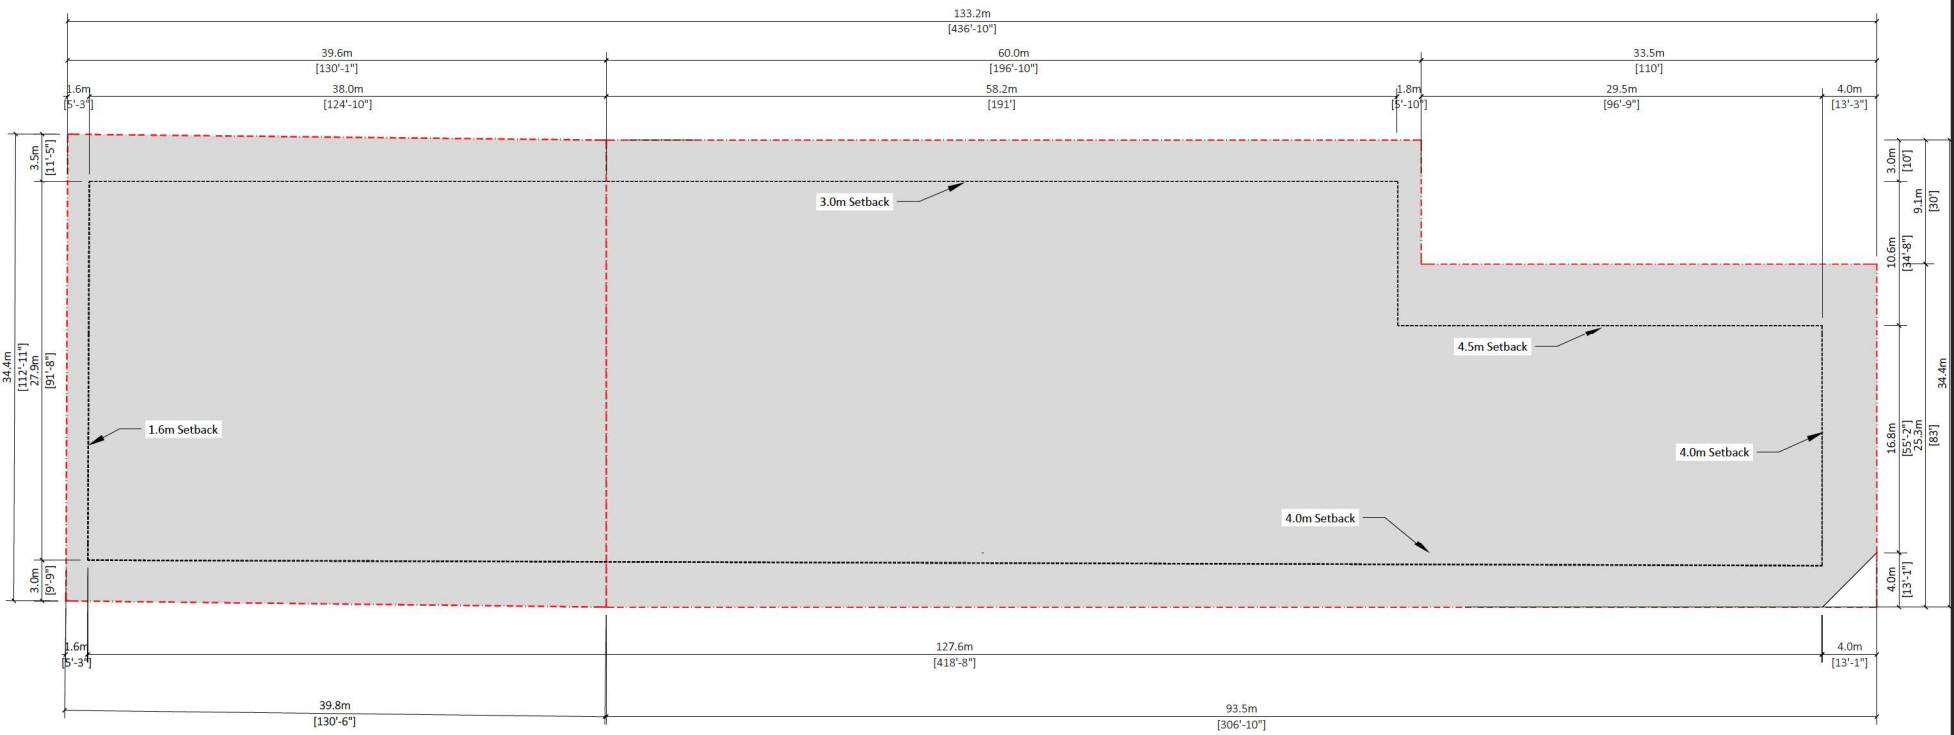 133.2m
[436'-10"]
39.6m
[130'-1"]
60.0m
[196'-10"]
33.5m
[110']
1.6m
[5'-3"]
38.0m
[124'-10"]
58.2m
[191']
1.8m
[5'-10"]
29.5m
[96'-9"]
4.0m
[13'-3"]
3.5m
[11'-5"]
3.0m
[10']
9.1m
[30']
3.0m Setback
10.6m
[34'-8"]
4.5m Setback
34.4m
[112'-11"]
27.9m
[91'-8"]
34.4m
1.6m Setback
16.8m
[55'-2"]
25.3m
[83']
4.0m Setback
4.0m Setback
3.0m
[9'-9"]
4.0m
[13'-1"]
1.6m
[5'-3"]
127.6m
[418'-8"]
4.0m
[13'-1"]
39.8m
[130'-6"]
93.5m
[306'-10"]